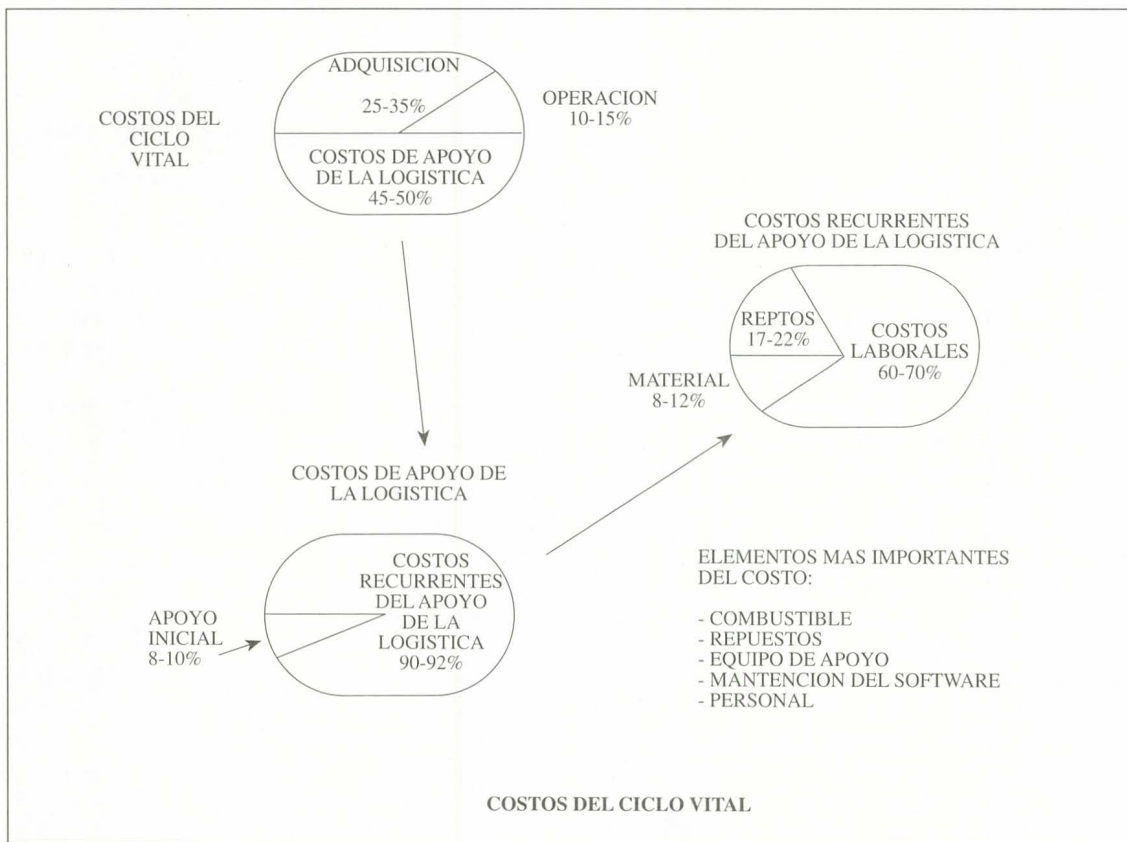 COSTOS DEL
CICLO
VITAL
ADQUISICION
25-35%
OPERACION
10-15%
COSTOS DE APOYO
DE LA LOGISTICA
45-50%
COSTOS RECURRENTES
DEL APOYO DE LA LOGISTICA
REPTOS
17-22%
COSTOS
LABORALES
60-70%
MATERIAL
8-12%
COSTOS DE APOYO DE
LA LOGISTICA
COSTOS
RECURRENTES
DEL APOYO
DE LA
LOGISTICA
90-92%
APOYO
INICIAL
8-10%
ELEMENTOS MAS IMPORTANTES
DEL COSTO:
- COMBUSTIBLE
- REPUESTOS
- EQUIPO DE APOYO
- MANTENCION DEL SOFTWARE
- PERSONAL
COSTOS DEL CICLO VITAL